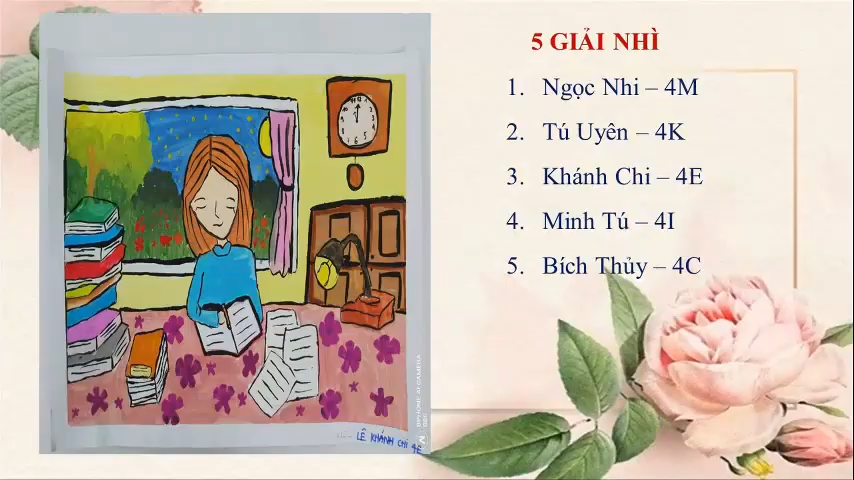 5 GIẢI NHÌ
1. Ngọc Nhi – 4M
2. Tú Uyên – 4K
3. Khánh Chi – 4E
4. Minh Tú – 4I
5. Bích Thủy – 4C
LÊ KHÁNH CHI 4E